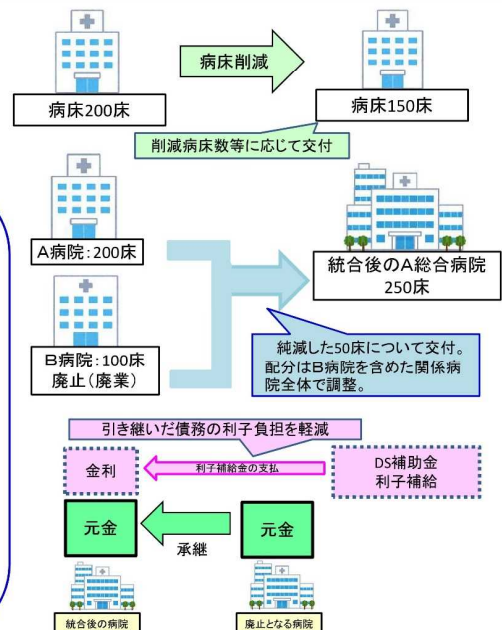 病床削減
病床200床
病床150床
削減病床数等に応じて交付
A病院：200床
B病院：100床
廃止（廃業）
統合後のA総合病院
250床
純減した50床について交付。
配分はB病院を含めた関係病
院全体で調整。
引き継いだ債務の利子負担を軽減
金利
利子補給金の支払
DS補助金
利子補給
元金
承継
元金
統合後の病院
廃止となる病院